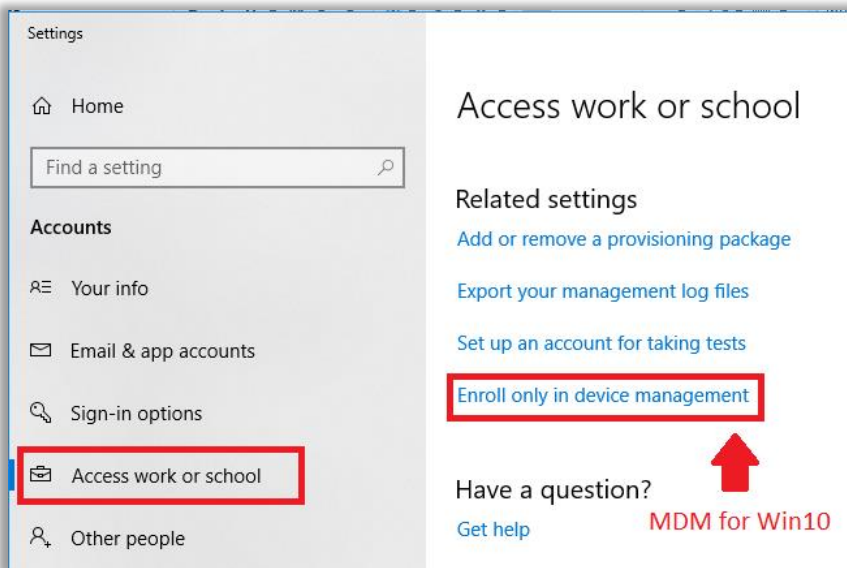 Settings
Home
Find a setting
Accounts
Your info
Email & app accounts
Sign-in options
Access work or school
Other people
Access work or school
Related settings
Add or remove a provisioning package
Export your management log files
Set up an account for taking tests
Enroll only in device management
Have a question?
Get help
MDM for Win10